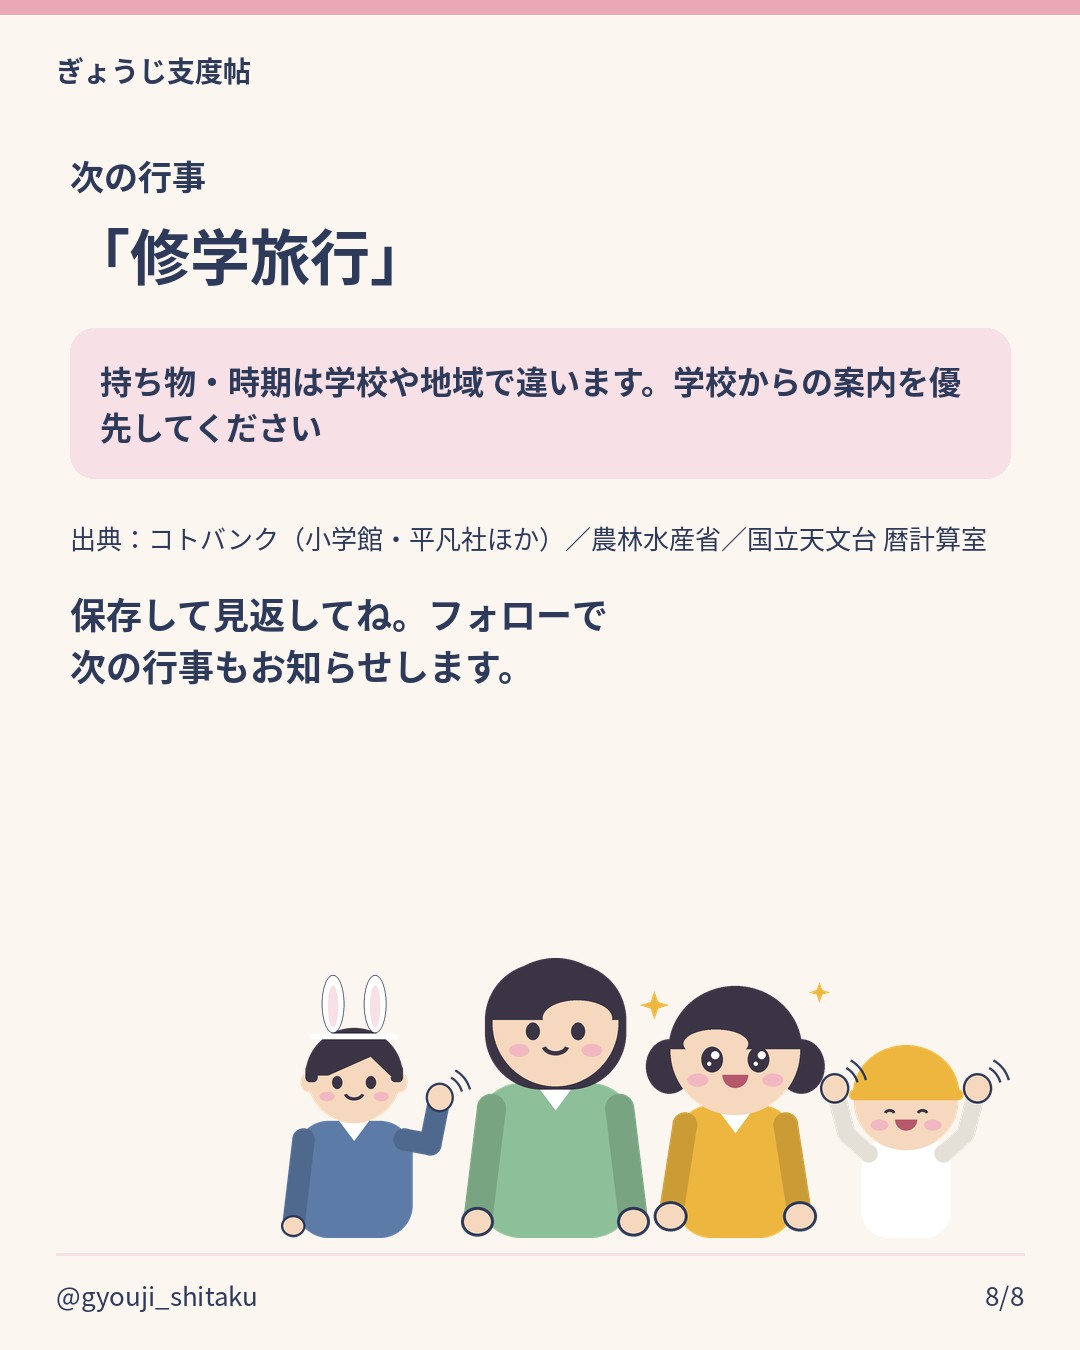 ぎょうじ支度帖
次の行事
「修学旅行」
持ち物・時期は学校や地域で違います。学校からの案内を優
先してください
出典：コトバンク（小学館・平凡社ほか）／農林水産省／国立天文台 暦計算室
保存して見返してね。フォローで
次の行事もお知らせします。
@gyouji_shitaku
8/8